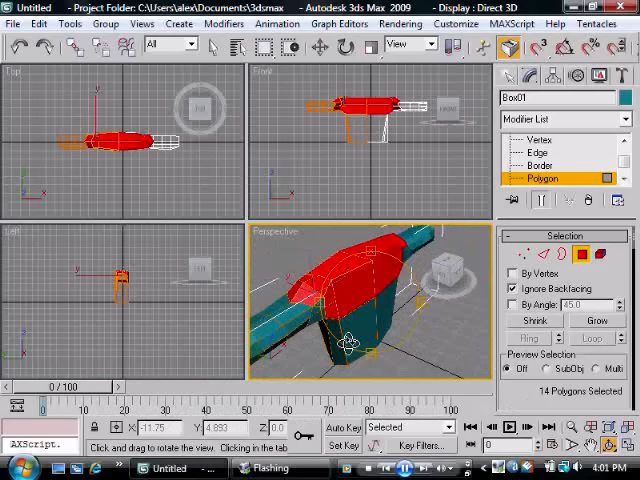 Untitled - Project Folder: C:\Users\alex\Documents\3dsmax - Autodesk 3ds Max 2009 - Display : Direct 3D
File Edit Tools Group Views Create Modifiers Animation Graph Editors Rendering Customize MAXScript Help Tentacles
All View
Top Front
TOP FRONT
y
x
z
Left Perspective
LEFT
Box01
Modifier List
Vertex
Edge
Border
Polygon
Selection
By Vertex
Ignore Backfacing
By Angle: 45.0
Shrink Grow
Ring Loop
Preview Selection
Off SubObj Multi
14 Polygons Selected
0 / 100
0 10 20 30 40 50 60 70 80 90 100
X: -11.75 Y: 4.893 Z: 0.0
Auto Key Selected
Set Key Key Filters... 0
AXScript. Click and drag to rotate the view. Clicking in the tab
Untitled - ... Flashing 4:01 PM